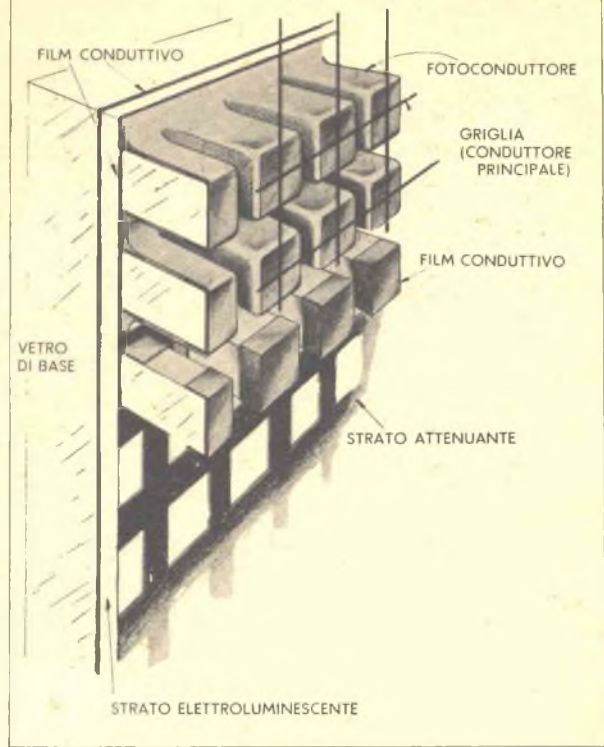 FILM CONDUTTIVO
FOTOCONDUTTORE
GRIGLIA
(CONDUTTORE
PRINCIPALE)
FILM CONDUTTIVO
VETRO
DI BASE
STRATO ATTENUANTE
STRATO ELETTROLUMINESCENTE